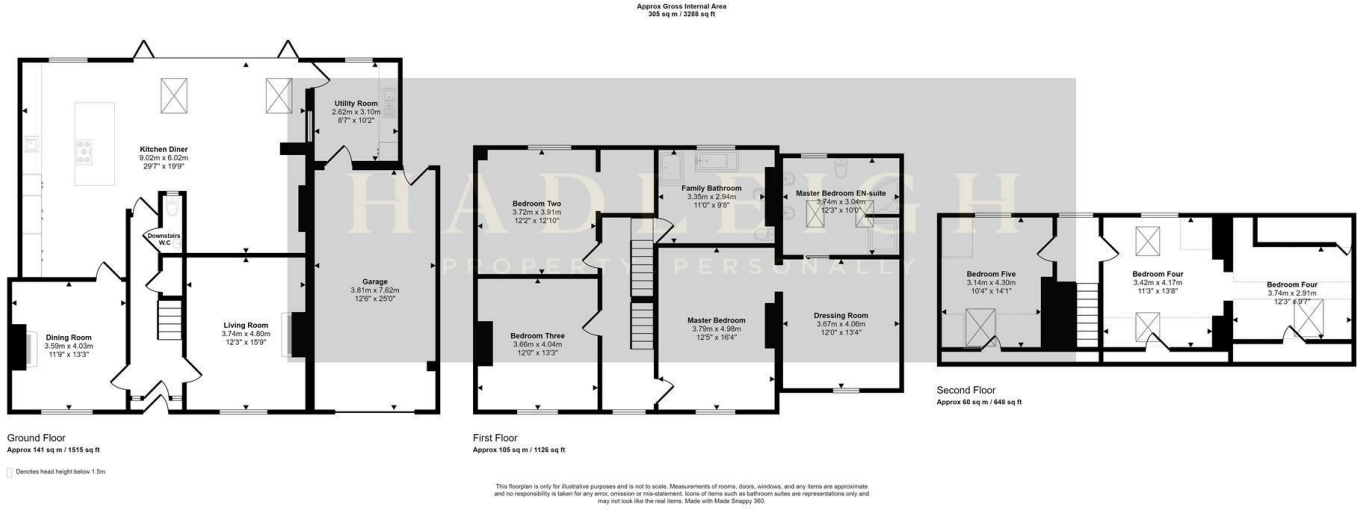 Approx Gross Internal Area
305 sq m / 3288 sq ft
Utility Room
2.62m x 3.10m
8'7" x 10'2"
Kitchen Diner
9.02m x 6.02m
29'7" x 19'9"
Downstairs
W.C
Garage
3.81m x 7.62m
12'6" x 25'0"
Living Room
3.74m x 4.80m
12'3" x 15'9"
Dining Room
3.59m x 4.03m
11'9" x 13'3"
Ground Floor
Approx 141 sq m / 1515 sq ft
Denotes head height below 1.5m
HADLEIGH
PROPERTY PERSONALLY
Bedroom Two
3.72m x 3.91m
12'2" x 12'10"
Family Bathroom
3.35m x 2.94m
11'0" x 9'8"
Master Bedroom EN-suite
3.74m x 3.04m
12'3" x 10'0"
Bedroom Three
3.66m x 4.04m
12'0" x 13'3"
Master Bedroom
3.79m x 4.98m
12'5" x 16'4"
Dressing Room
3.67m x 4.06m
12'0" x 13'4"
First Floor
Approx 105 sq m / 1126 sq ft
Bedroom Five
3.14m x 4.30m
10'4" x 14'1"
Bedroom Four
3.42m x 4.17m
11'3" x 13'8"
Bedroom Four
3.74m x 2.91m
12'3" x 9'7"
Second Floor
Approx 60 sq m / 648 sq ft
This floorplan is only for illustrative purposes and is not to scale. Measurements of rooms, doors, windows, and any items are approximate
and no responsibility is taken for any error, omission or mis-statement. Icons of items such as bathroom suites are representations only and
may not look like the real items. Made with Made Snappy 360.